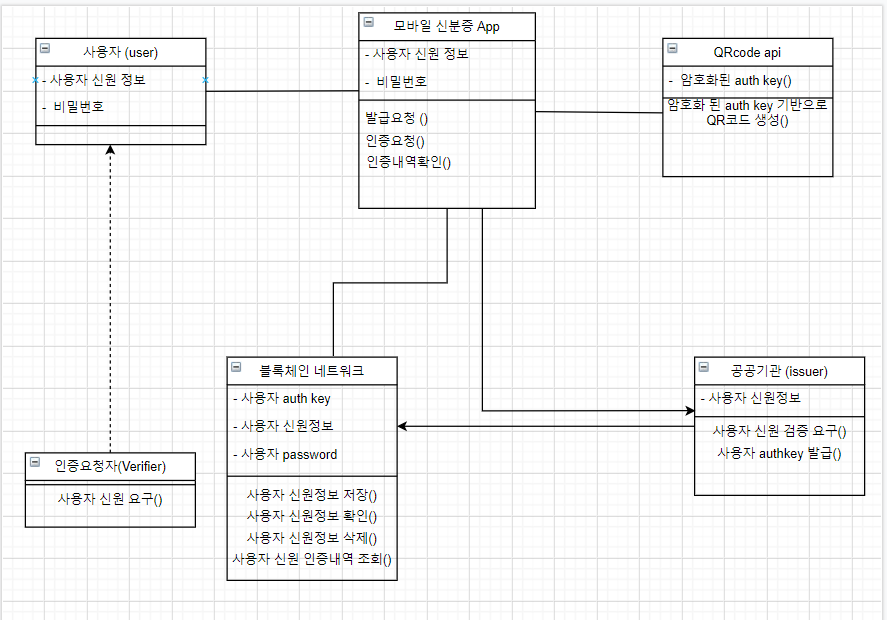 사용자 (user)
- 사용자 신원 정보
- 비밀번호
모바일 신분증 App
- 사용자 신원 정보
- 비밀번호
발급요청 ()
인증요청()
인증내역확인()
QRcode api
- 암호화된 auth key()
암호화 된 auth key 기반으로
QR코드 생성()
블록체인 네트워크
- 사용자 auth key
- 사용자 신원정보
- 사용자 password
사용자 신원정보 저장()
사용자 신원정보 확인()
사용자 신원정보 삭제()
사용자 신원 인증내역 조회()
공공기관 (issuer)
- 사용자 신원정보
사용자 신원 검증 요구()
사용자 authkey 발급()
인증요청자(Verifier)
사용자 신원 요구()